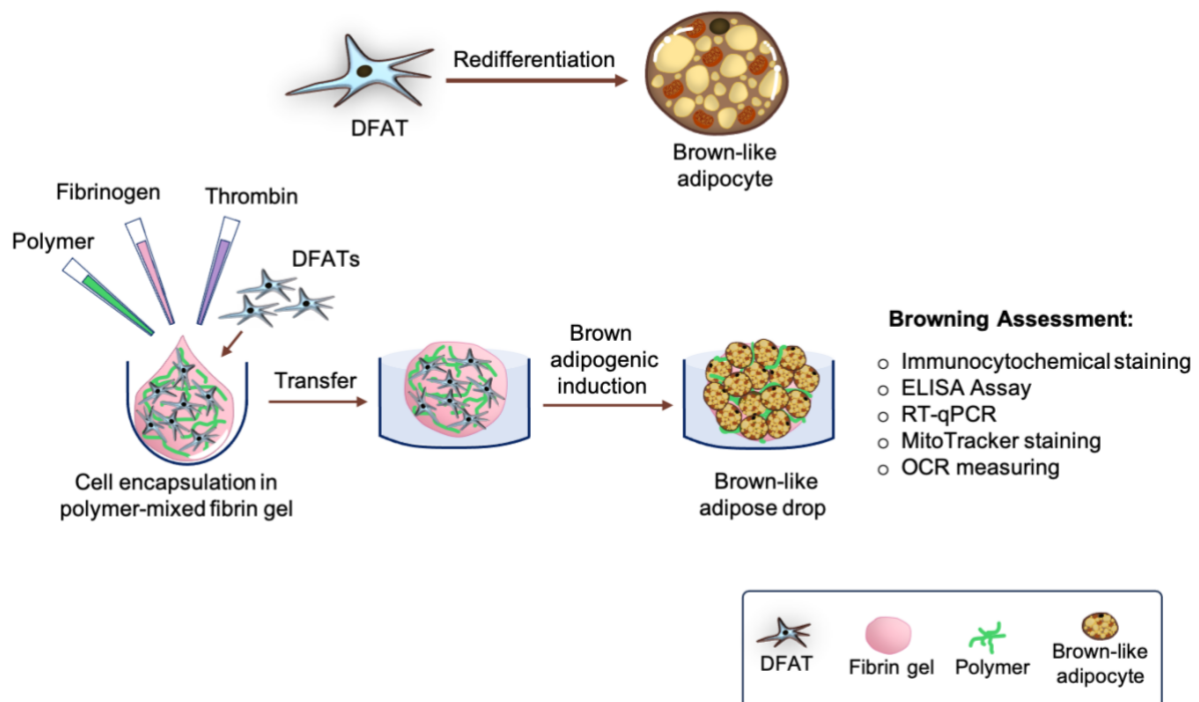 Redifferentiation
DFAT
Brown-like
adipocyte
Fibrinogen
Thrombin
Polymer
DFATs
Transfer
Brown
adipogenic
induction
Cell encapsulation in
polymer-mixed fibrin gel
Brown-like
adipose drop
Browning Assessment:
○ Immunocytochemical staining
○ ELISA Assay
○ RT-qPCR
○ MitoTracker staining
○ OCR measuring
DFAT
Fibrin gel
Polymer
Brown-like
adipocyte